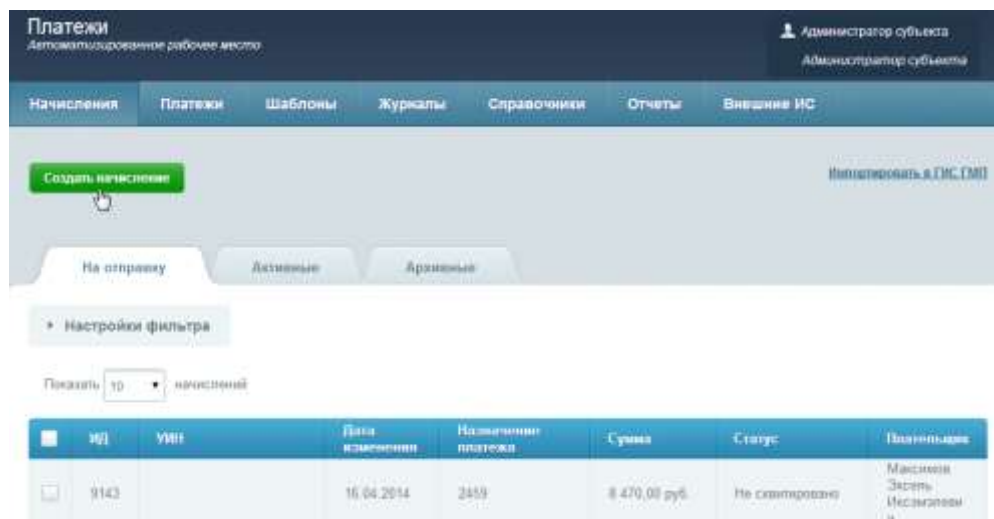 Платежи
Автоматизированное рабочее место
Администратор субъекта
Администратор субъекта
Начисления Платежи Шаблоны Журналы Справочники Отчеты Внешние ИС
Создать начисление
Импортировать в ГИС ГМП
На отправку Активные Архивные
Настройки фильтра
Показать 10 начислений
ИД УИН Дата изменения Назначение платежа Сумма Статус Плательщик
9143 16.04.2014 2459 8 470,00 руб. Не сквитировано Максимов